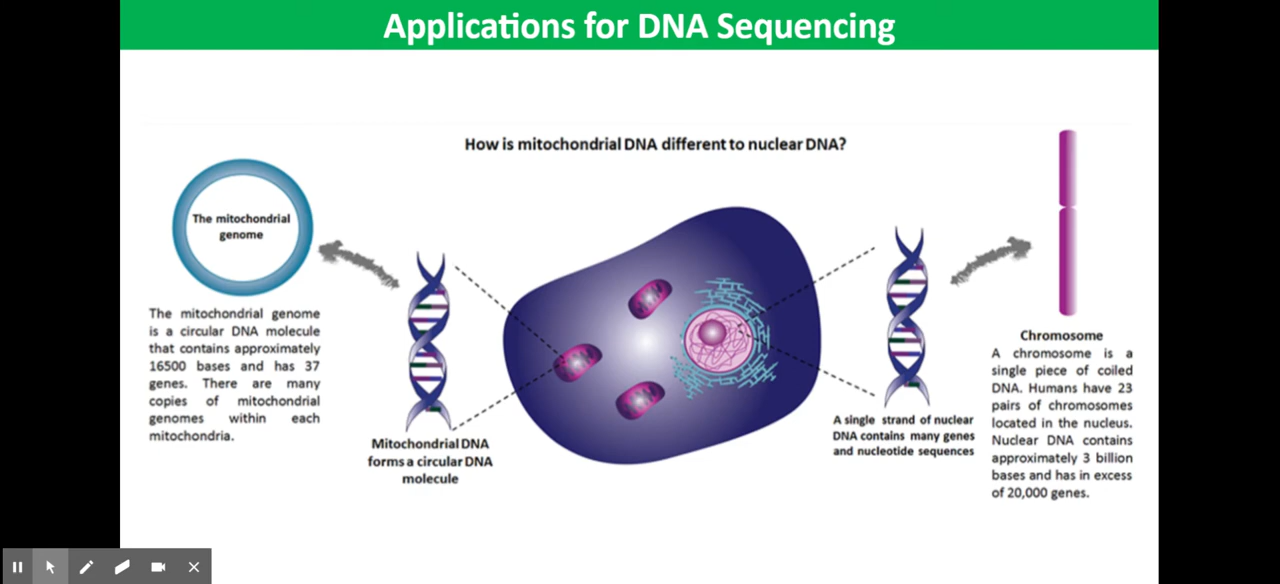 Applications for DNA Sequencing
How is mitochondrial DNA different to nuclear DNA?
The mitochondrial
genome
The mitochondrial genome
is a circular DNA molecule
that contains approximately
16500 bases and has 37
genes. There are many
copies of mitochondrial
genomes within each
mitochondria.
Mitochondrial DNA
forms a circular DNA
molecule
A single strand of nuclear
DNA contains many genes
and nucleotide sequences
Chromosome
A chromosome is a
single piece of coiled
DNA. Humans have 23
pairs of chromosomes
located in the nucleus.
Nuclear DNA contains
approximately 3 billion
bases and has in excess
of 20,000 genes.